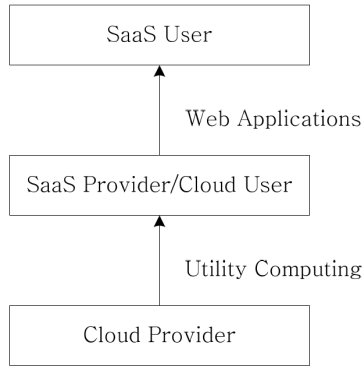 SaaS User
Web Applications
SaaS Provider/Cloud User
Utility Computing
Cloud Provider